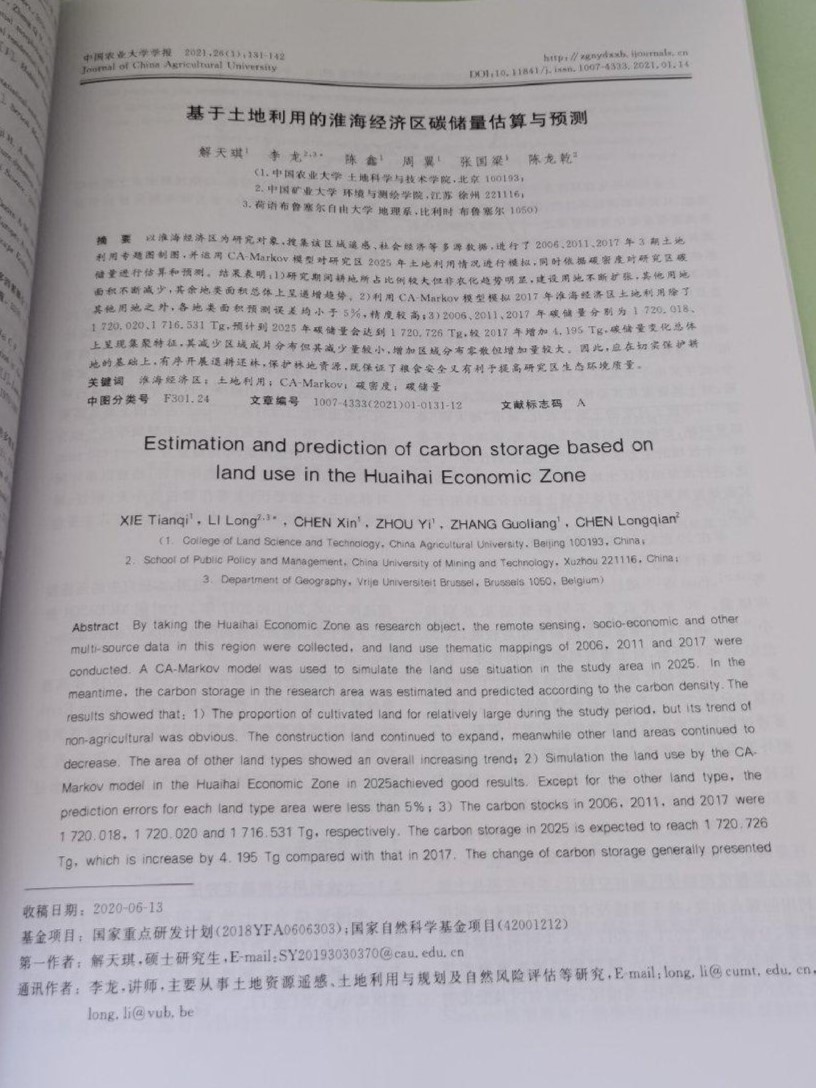 中国农业大学学报 2021,26(1):131-142
Journal of China Agricultural University
http://zgnydxxb.ijournals.cn
DOI:10.11841/j.issn.1007-4333.2021.01.14
基于土地利用的淮海经济区碳储量估算与预测
解天琪1 李龙2,3* 陈鑫1 周翼1 张国梁1 陈龙乾2
(1.中国农业大学 土地科学与技术学院,北京 100193;
2.中国矿业大学 环境与测绘学院,江苏 徐州 221116;
3.荷语布鲁塞尔自由大学 地理系,比利时 布鲁塞尔 1050)
摘 要 以淮海经济区为研究对象,搜集该区域遥感、社会经济等多源数据,进行了2006、2011、2017年3期土地
利用专题图制图,并运用CA-Markov模型对研究区2025年土地利用情况进行模拟,同时依据碳密度对研究区碳
储量进行估算和预测。结果表明:1)研究期间耕地所占比例较大但非农化趋势明显,建设用地不断扩张,其他用地
面积不断减少,其余地类面积总体上呈递增趋势。2)利用CA-Markov模型模拟2017年淮海经济区土地利用除了
其他用地之外,各地类面积预测误差均小于5%,精度较高;3)2006、2011、2017年碳储量分别为1 720.018、
1 720.020、1 716.531 Tg,预计到2025年碳储量会达到1 720.726 Tg,较2017年增加4.195 Tg,碳储量变化总体
上呈现集聚特征,其减少区域成片分布但其减少量较小,增加区域分布零散但增加量较大。因此,应在切实保护耕
地的基础上,有序开展退耕还林,保护林地资源,既保证了粮食安全又有利于提高研究区生态环境质量。
关键词 淮海经济区;土地利用;CA-Markov;碳密度;碳储量
中图分类号 F301.24 文章编号 1007-4333(2021)01-0131-12 文献标志码 A
Estimation and prediction of carbon storage based on
land use in the Huaihai Economic Zone
XIE Tianqi1, LI Long2,3*, CHEN Xin1, ZHOU Yi1, ZHANG Guoliang1, CHEN Longqian2
(1. College of Land Science and Technology, China Agricultural University, Beijing 100193, China;
2. School of Public Policy and Management, China University of Mining and Technology, Xuzhou 221116, China;
3. Department of Geography, Vrije Universiteit Brussel, Brussels 1050, Belgium)
Abstract By taking the Huaihai Economic Zone as research object, the remote sensing, socio-economic and other
multi-source data in this region were collected, and land use thematic mappings of 2006, 2011 and 2017 were
conducted. A CA-Markov model was used to simulate the land use situation in the study area in 2025. In the
meantime, the carbon storage in the research area was estimated and predicted according to the carbon density. The
results showed that: 1) The proportion of cultivated land for relatively large during the study period, but its trend of
non-agricultural was obvious. The construction land continued to expand, meanwhile other land areas continued to
decrease. The area of other land types showed an overall increasing trend; 2) Simulation the land use by the CA-
Markov model in the Huaihai Economic Zone in 2025achieved good results. Except for the other land type, the
prediction errors for each land type area were less than 5%; 3) The carbon stocks in 2006, 2011, and 2017 were
1 720.018, 1 720.020 and 1 716.531 Tg, respectively. The carbon storage in 2025 is expected to reach 1 720.726
Tg, which is increase by 4.195 Tg compared with that in 2017. The change of carbon storage generally presented
收稿日期:2020-06-13
基金项目:国家重点研发计划(2018YFA0606303);国家自然科学基金项目(42001212)
第一作者:解天琪,硕士研究生,E-mail:SY20193030370@cau.edu.cn
通讯作者:李龙,讲师,主要从事土地资源遥感、土地利用与规划及自然风险评估等研究,E-mail:long.li@cumt.edu.cn,
long.li@vub.be